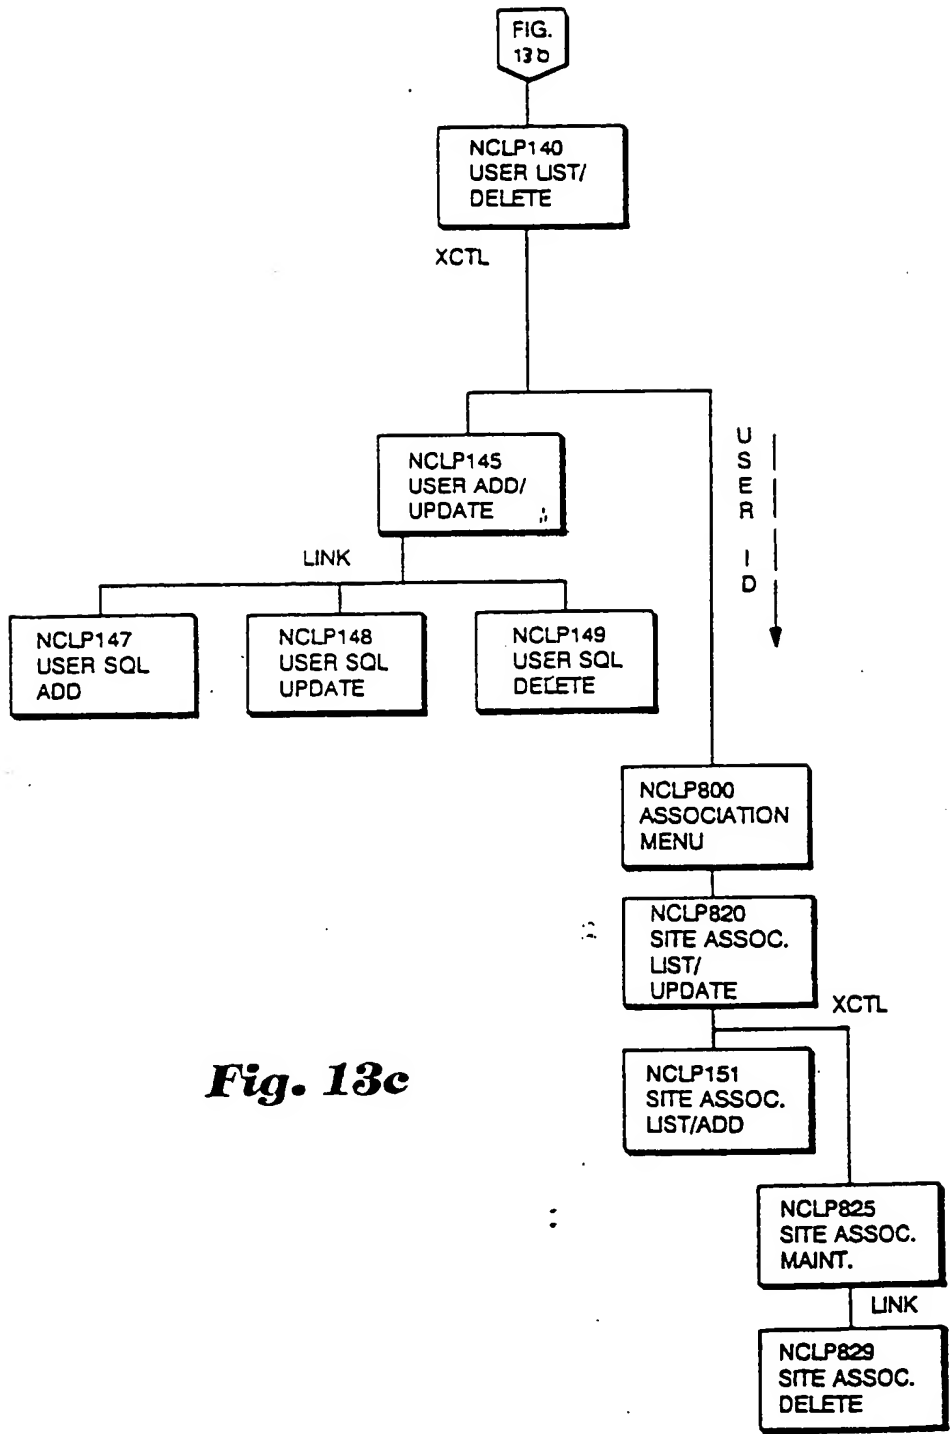 FIG.
13b
NCLP140
USER LIST/
DELETE
XCTL
NCLP145
USER ADD/
UPDATE
USER ID
LINK
NCLP147
USER SQL
ADD
NCLP148
USER SQL
UPDATE
NCLP149
USER SQL
DELETE
NCLP800
ASSOCIATION
MENU
NCLP820
SITE ASSOC.
LIST/
UPDATE
XCTL
NCLP151
SITE ASSOC.
LIST/ADD
Fig. 13c
NCLP825
SITE ASSOC.
MAINT.
LINK
NCLP829
SITE ASSOC.
DELETE